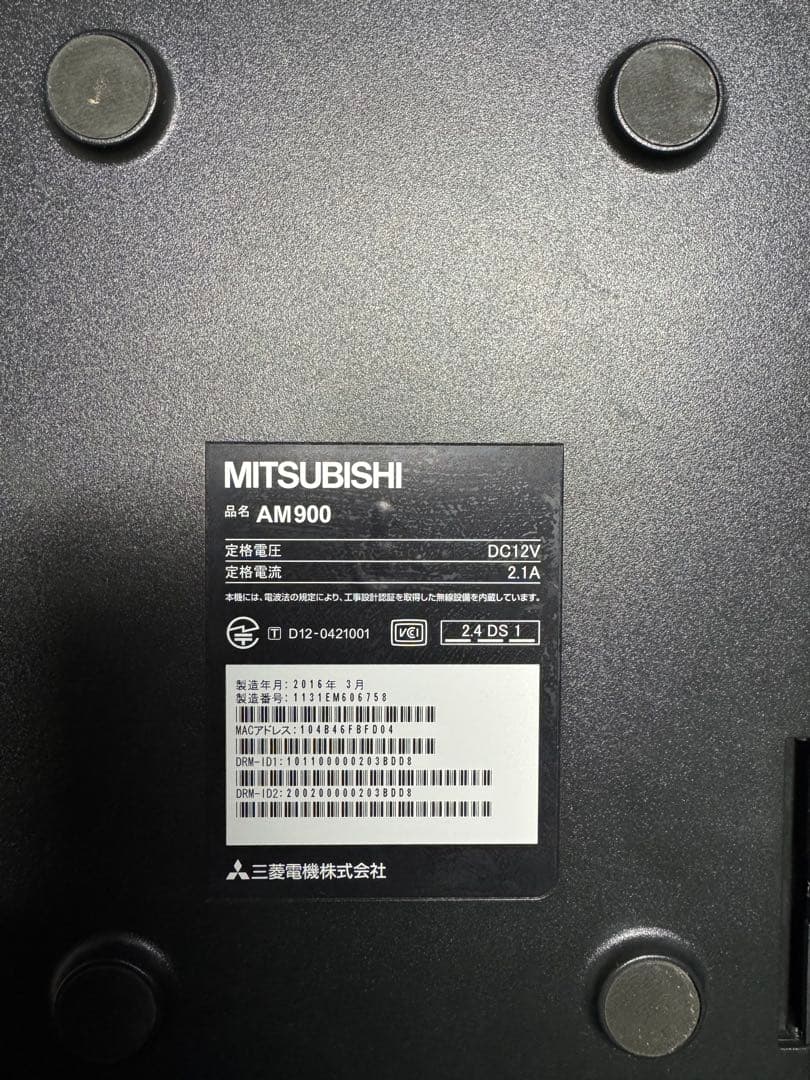 MITSUBISHI
品名 AM900
定格電圧 DC12V
定格電流 2.1A
本機には、電波法の規定により、工事設計認証を取得した無線設備を内蔵しています。
T D12-0421001 VCI 2.4 DS 1
製造年月:2016年 3月
製造番号:1131EM606758
MACアドレス:104B46FBFD04
DRM-ID1:101100000203BDD8
DRM-ID2:200200000203BDD8
三菱電機株式会社